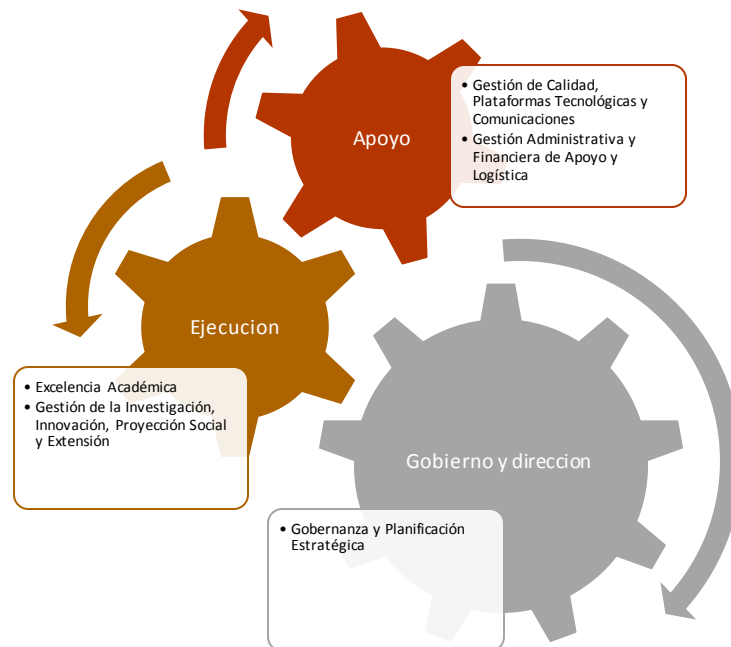 Apoyo
• Gestión de Calidad,
Plataformas Tecnológicas y
Comunicaciones
• Gestión Administrativa y
Financiera de Apoyo y
Logística
Ejecucion
• Excelencia Académica
• Gestión de la Investigación,
Innovación, Proyección Social
y Extensión
Gobierno y direccion
• Gobernanza y Planificación
Estratégica